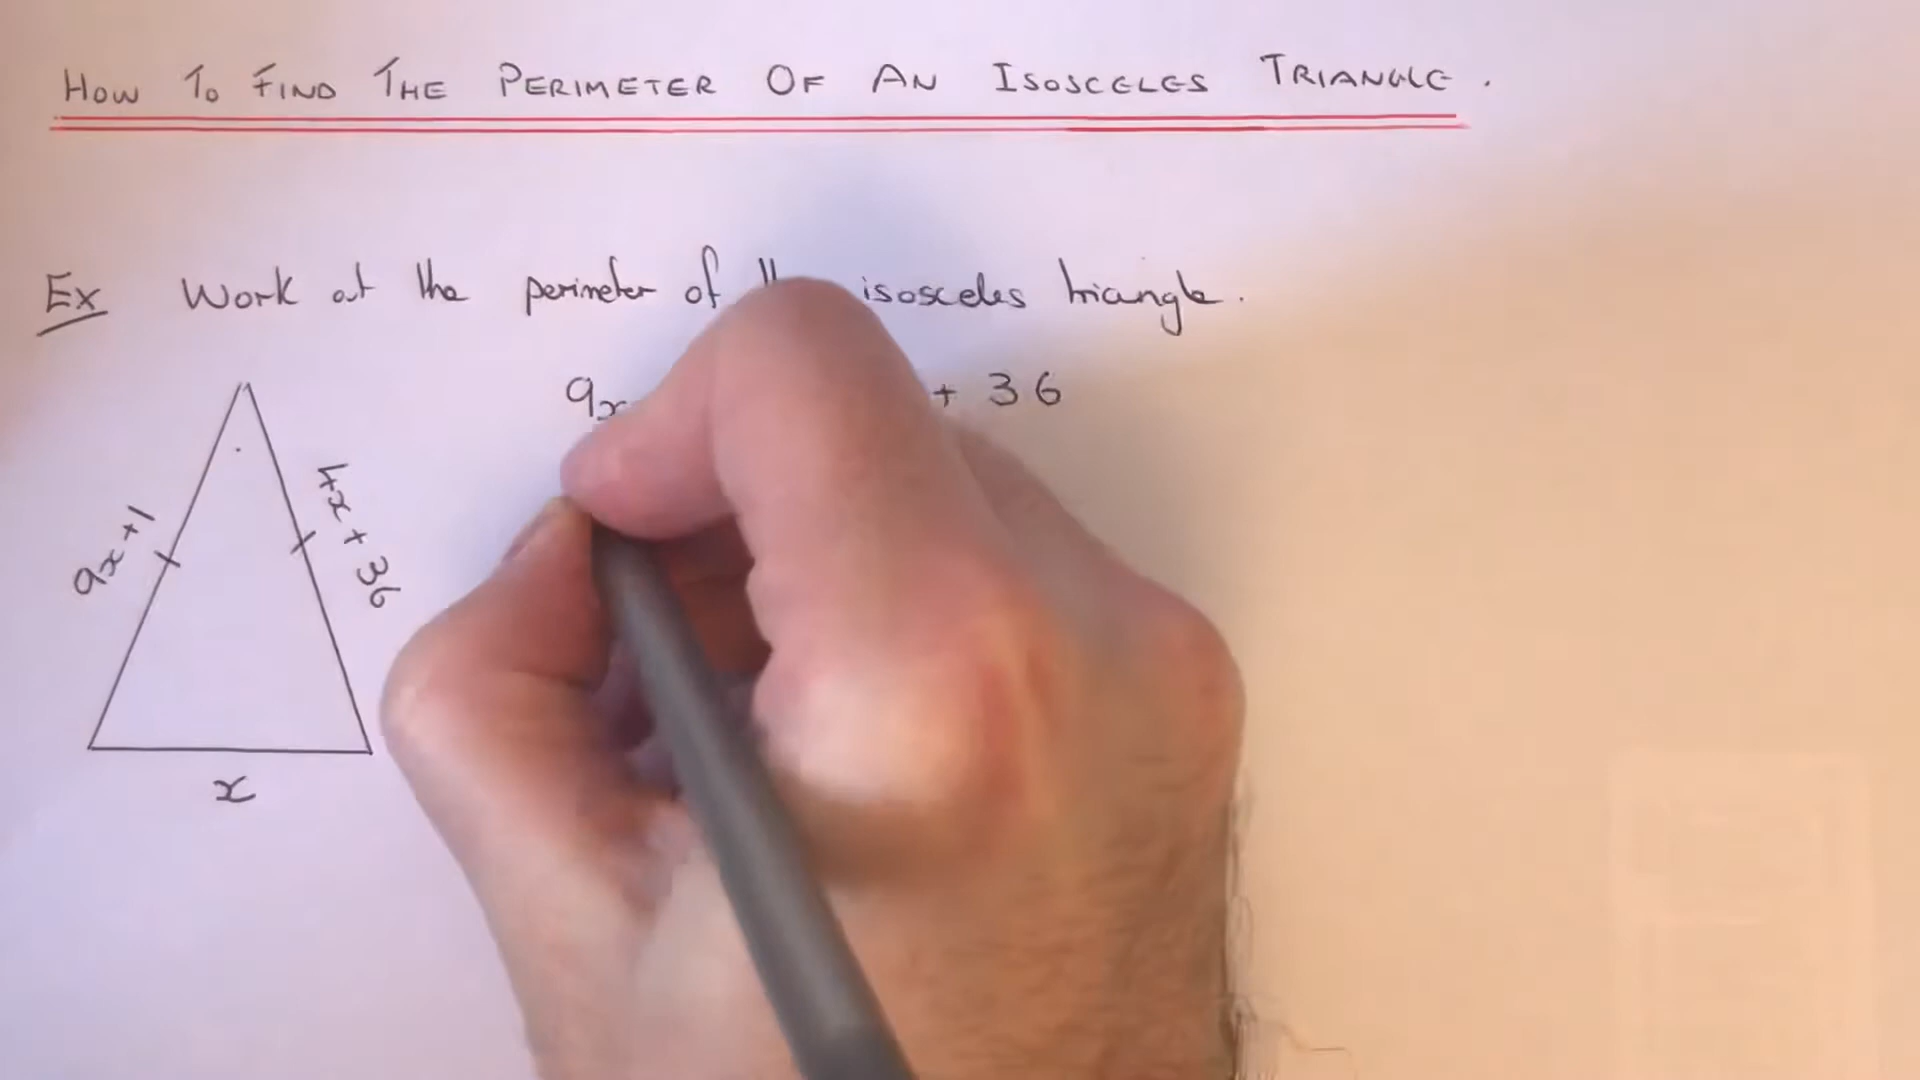 HOW TO FIND THE PERIMETER OF AN ISOSCELES TRIANGLE.
Ex Work out the perimeter of isosceles triangle.
9x + 36
9x + 1
4x + 36
x